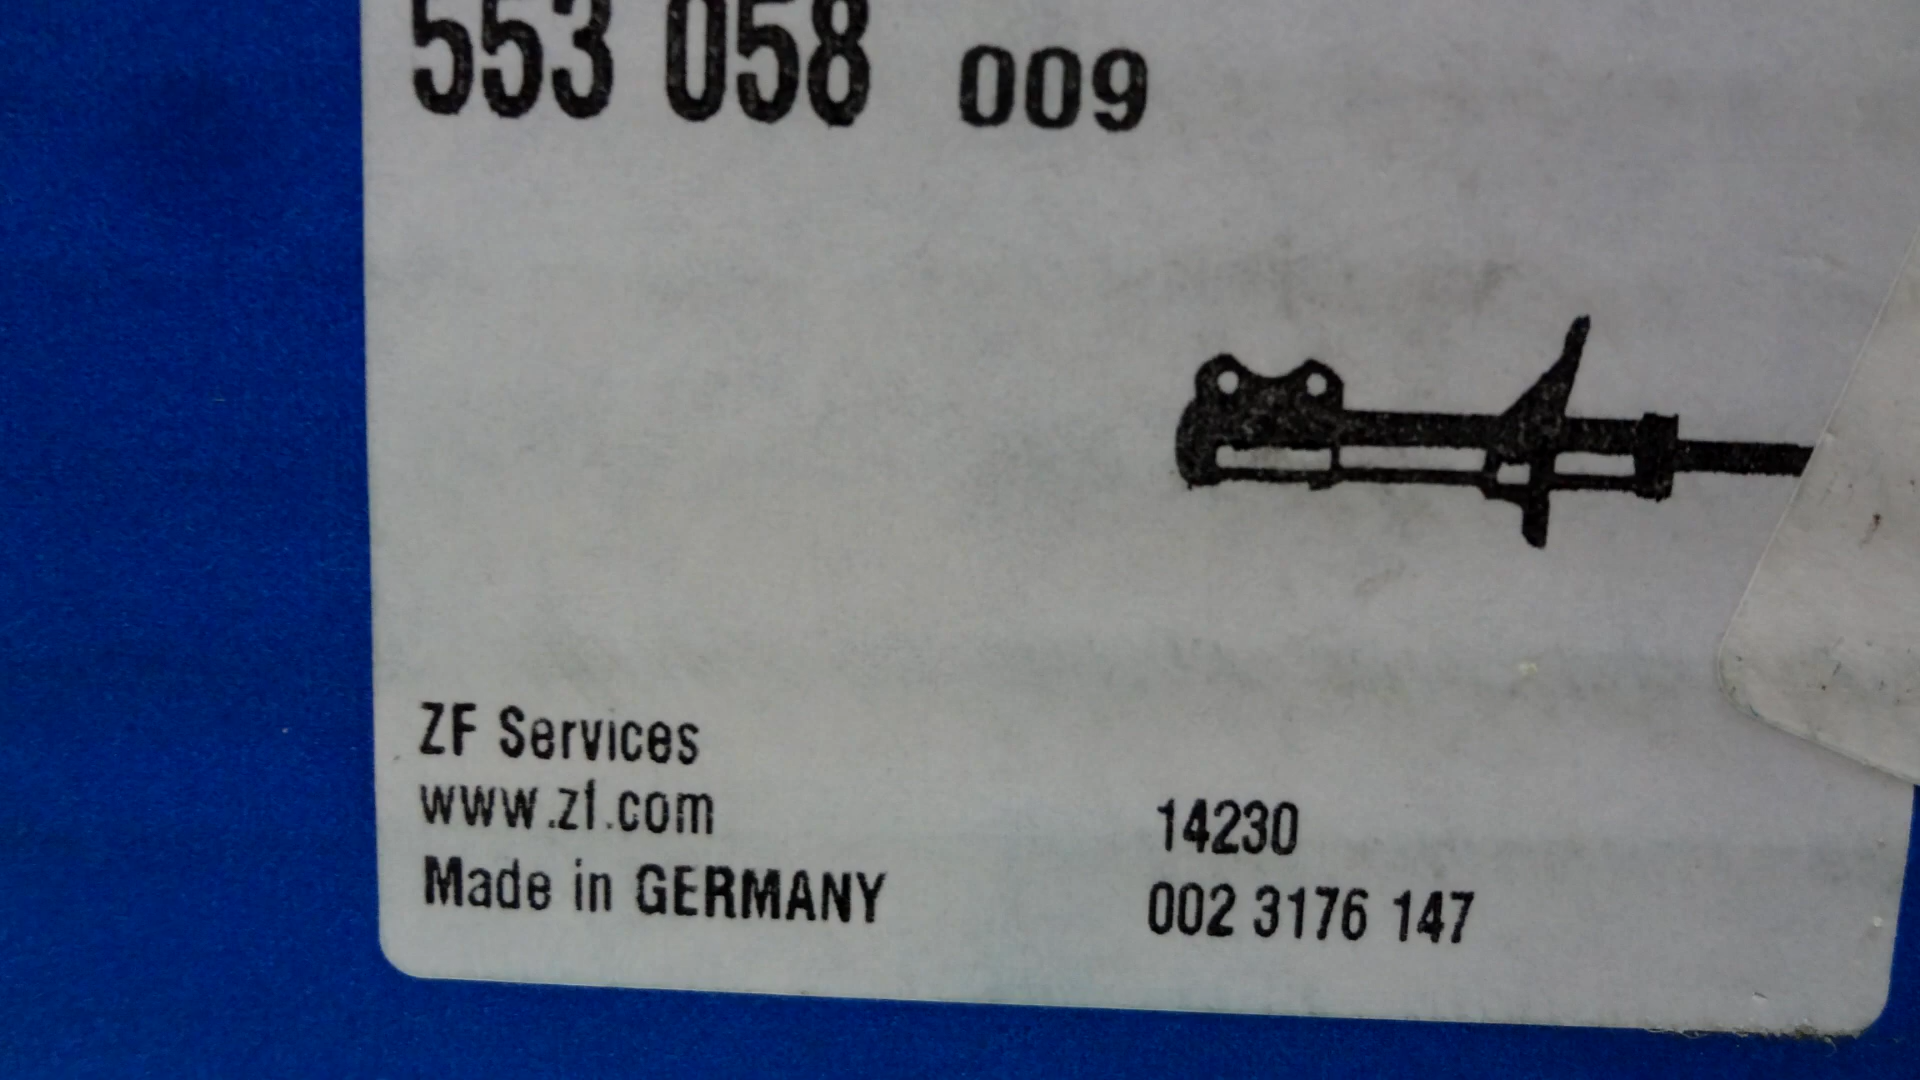 553 058 009
ZF Services
www.zf.com
Made in GERMANY
14230
002 3176 147